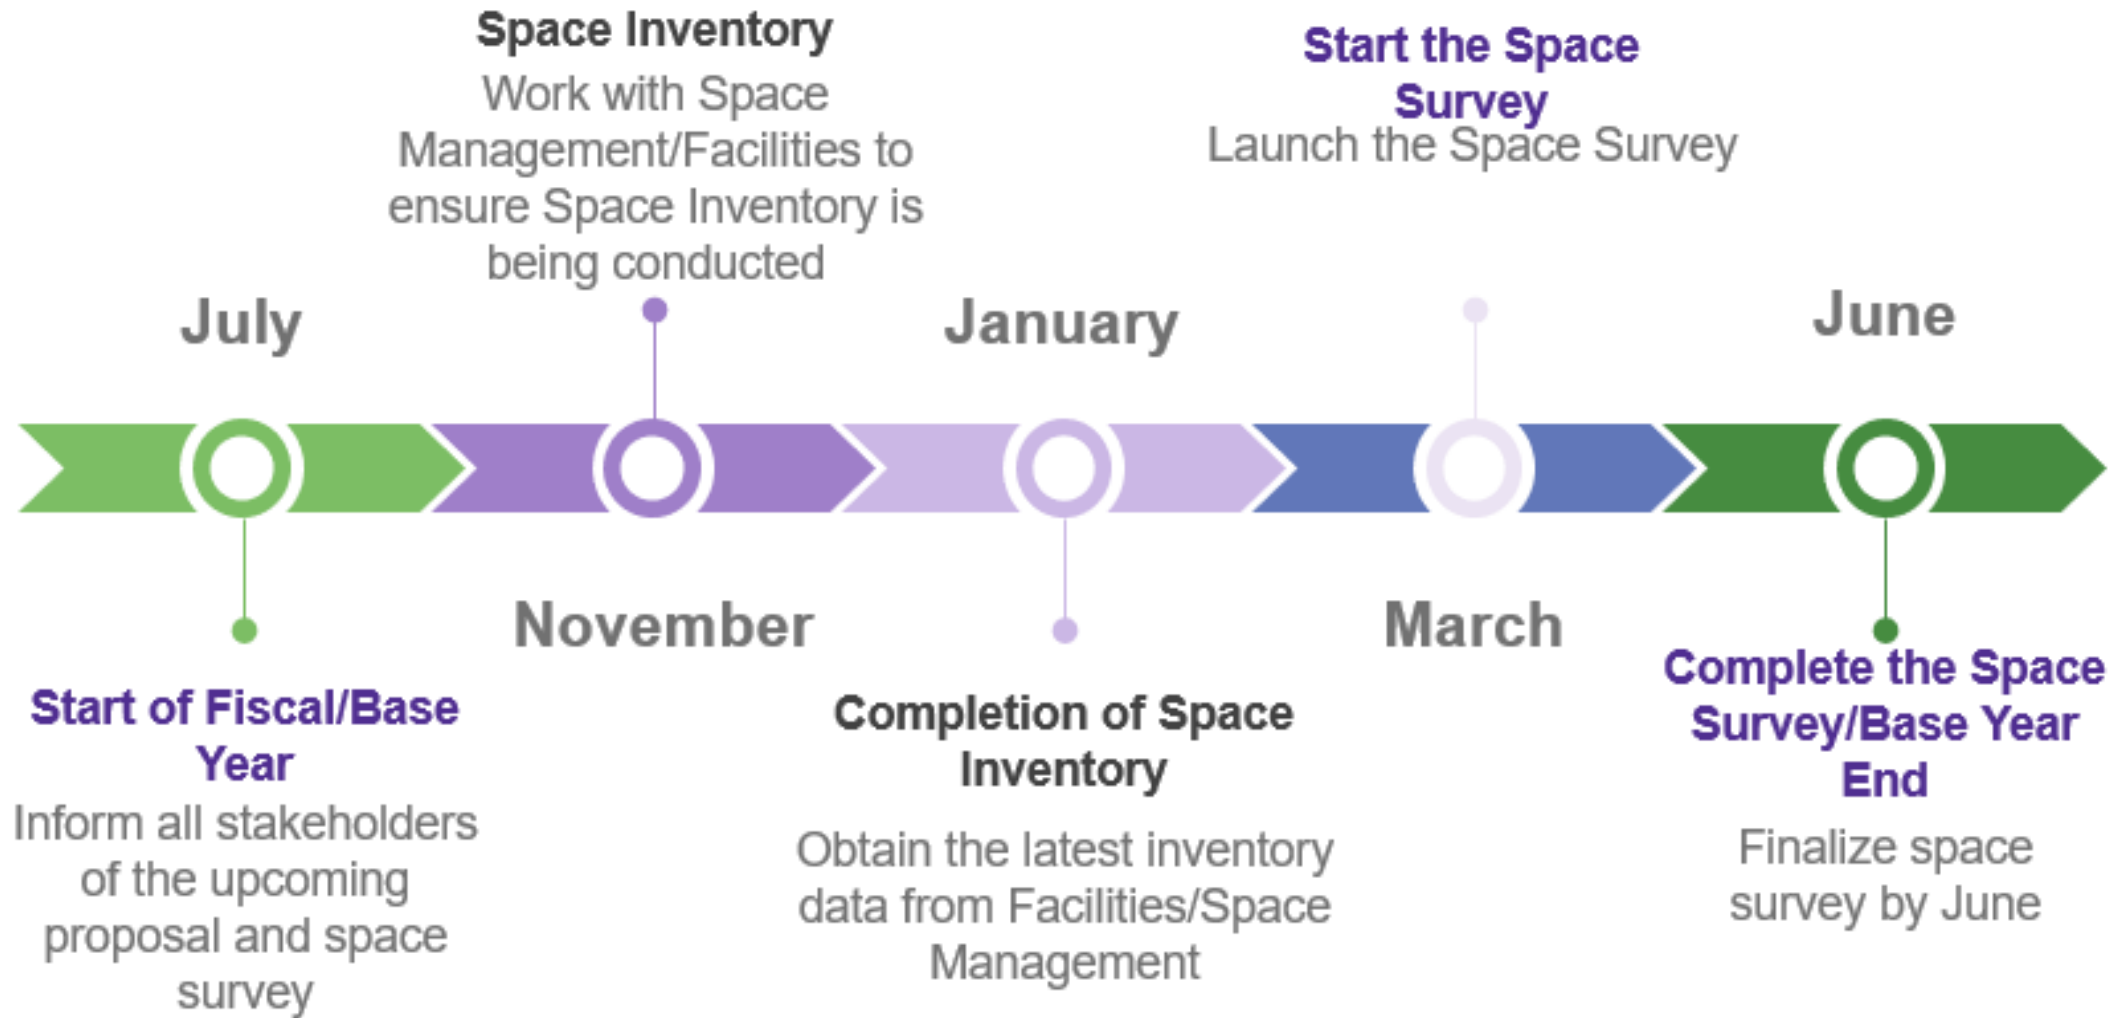 July
Start of Fiscal/Base
Year
Inform all stakeholders
of the upcoming
proposal and space
survey
Space Inventory
Work with Space
Management/Facilities to
ensure Space Inventory is
being conducted
November
January
Completion of Space
Inventory
Obtain the latest inventory
data from Facilities/Space
Management
Start the Space
Survey
Launch the Space Survey
March
June
Complete the Space
Survey/Base Year
End
Finalize space
survey by June